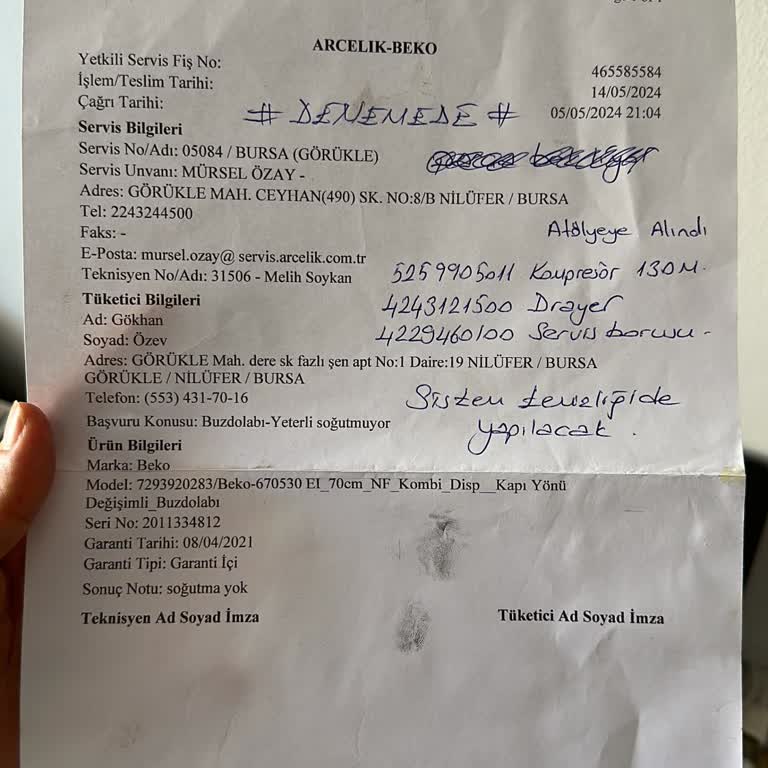 ARCELIK-BEKO
Yetkili Servis Fiş No: 465585584
İşlem/Teslim Tarihi: 14/05/2024
Çağrı Tarihi: 05/05/2024 21:04
# DENEMEDE #
Servis Bilgileri
Servis No/Adı: 05084 / BURSA (GÖRÜKLE)
Servis Unvanı: MÜRSEL ÖZAY -
Adres: GÖRÜKLE MAH. CEYHAN(490) SK. NO:8/B NİLÜFER / BURSA
Tel: 2243244500
Faks: -
Atölyeye Alındı
E-Posta: mursel.ozay@ servis.arcelik.com.tr
Teknisyen No/Adı: 31506 - Melih Soykan
5259905011 Kompresör 130M.
Tüketici Bilgileri
4243121500 Drayer
Ad: Gökhan
Soyad: Özev
4229460100 Servis borusu -
Adres: GÖRÜKLE Mah. dere sk fazlı şen apt No:1 Daire:19 NİLÜFER / BURSA
GÖRÜKLE / NİLÜFER / BURSA
Telefon: (553) 431-70-16
Sistem temizliğide
yapılacak.
Başvuru Konusu: Buzdolabı-Yeterli soğutmuyor
Ürün Bilgileri
Marka: Beko
Model: 7293920283/Beko-670530 EI_70cm_NF_Kombi_Disp__Kapı Yönü
Değişimli_Buzdolabı
Seri No: 2011334812
Garanti Tarihi: 08/04/2021
Garanti Tipi: Garanti İçi
Sonuç Notu: soğutma yok
Teknisyen Ad Soyad İmza
Tüketici Ad Soyad İmza